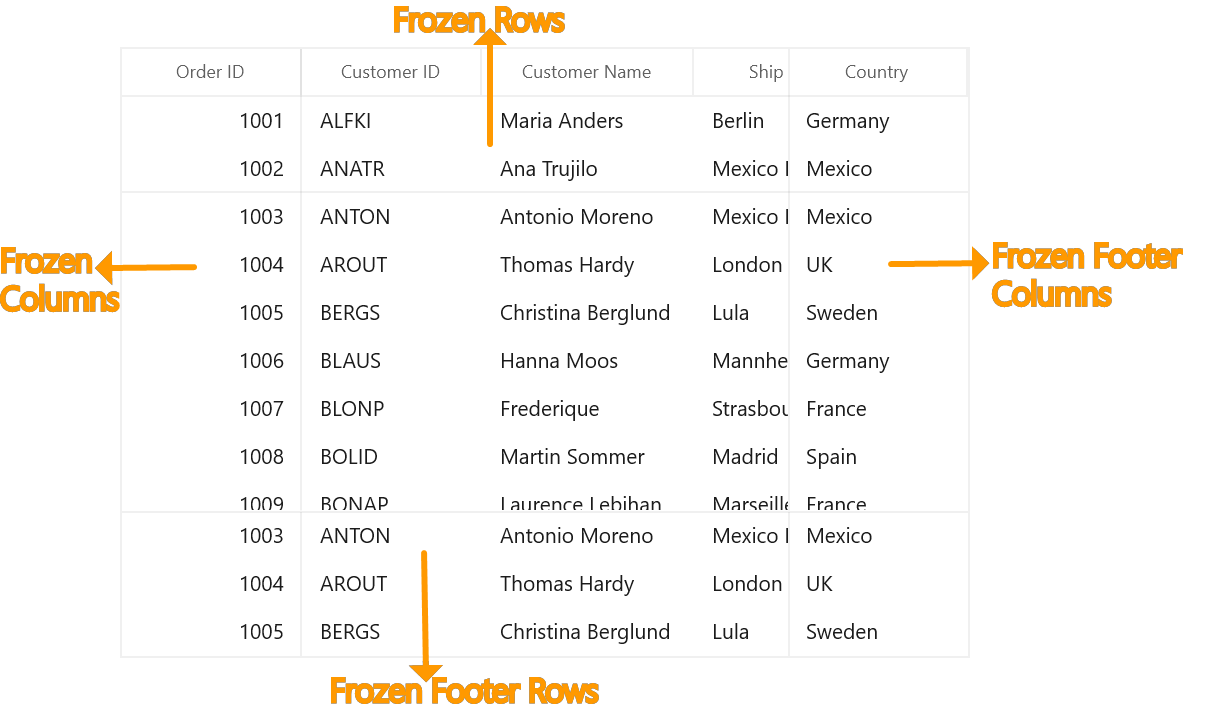 Frozen Rows
Order ID Customer ID Customer Name Ship Country
1001 ALFKI Maria Anders Berlin Germany
1002 ANATR Ana Trujilo Mexico Mexico
1003 ANTON Antonio Moreno Mexico Mexico
Frozen Columns
1004 AROUT Thomas Hardy London UK
Frozen Footer Columns
1005 BERGS Christina Berglund Lula Sweden
1006 BLAUS Hanna Moos Mannhe Germany
1007 BLONP Frederique Strasbou France
1008 BOLID Martin Sommer Madrid Spain
1009 BONAP Laurence Lebihan Marseille France
1003 ANTON Antonio Moreno Mexico Mexico
1004 AROUT Thomas Hardy London UK
1005 BERGS Christina Berglund Lula Sweden
Frozen Footer Rows